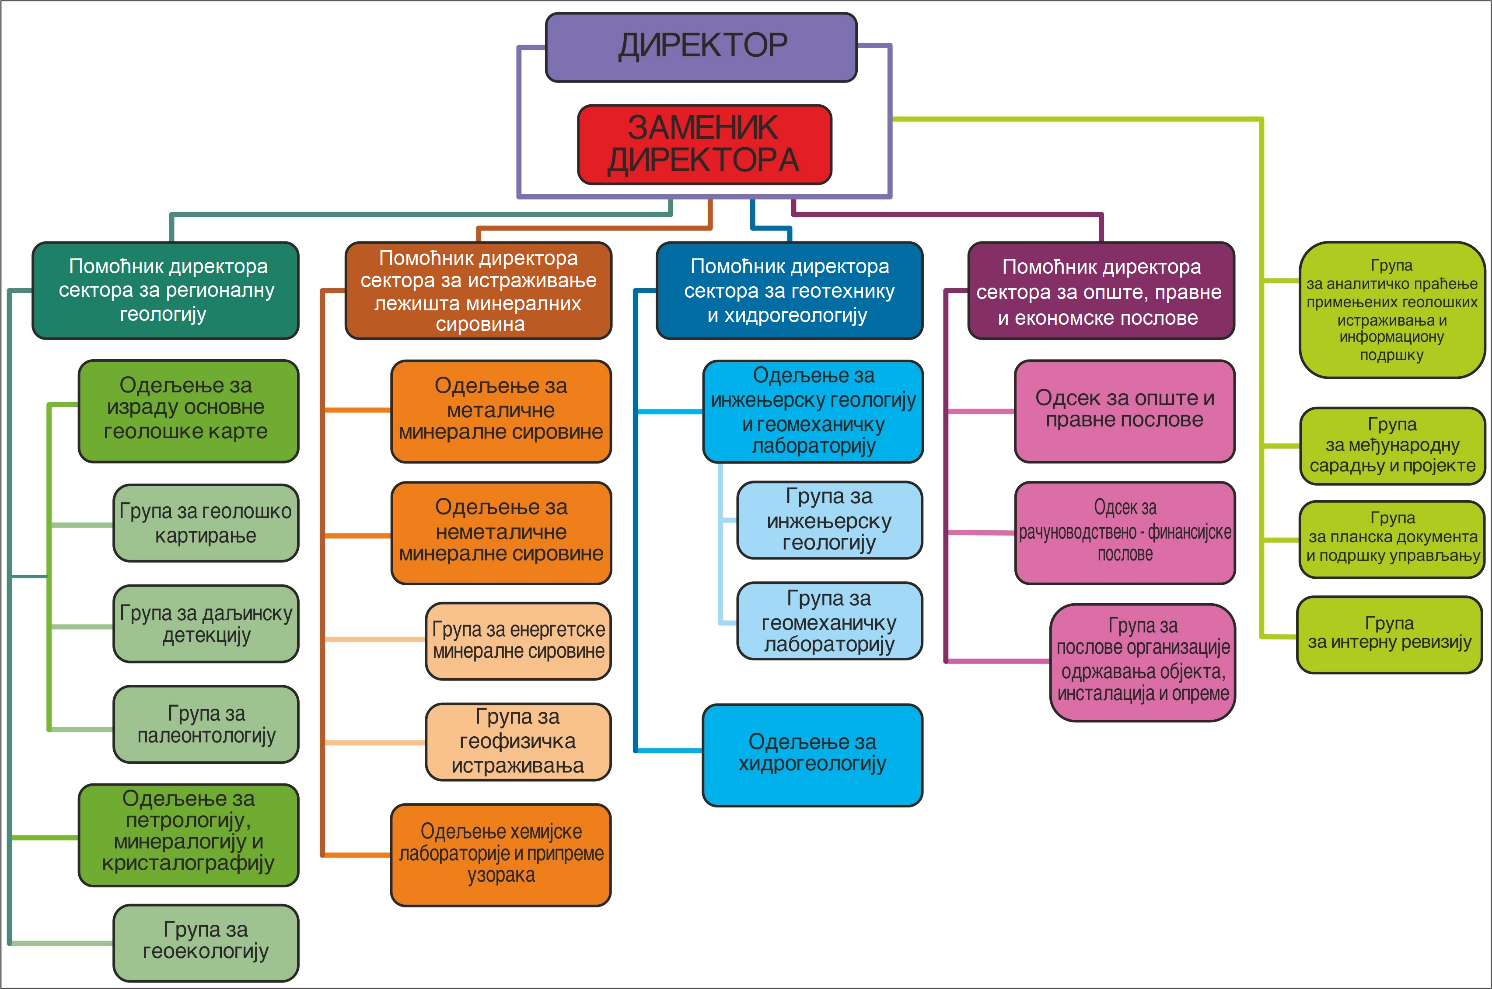 ДИРЕКТОР
ЗАМЕНИК
ДИРЕКТОРА
Помоћник директора
сектора за регионалну
геологију
Одељење за
израду основне
геолошке карте
Група за геолошко
картирање
Група за даљинску
детекцију
Група за
палеонтологију
Одељење за
петрологију,
минералогију и
кристалографију
Група за
геоекологију
Помоћник директора
сектора за истраживање
лежишта минералних
сировина
Одељење за
металичне
минералне сировине
Одељење за
неметаличне
минералне сировине
Група за енергетске
минералне сировине
Група за
геофизичка
истраживања
Одељење хемијске
лабораторије и припреме
узорака
Помоћник директора
сектора за геотехнику
и хидрогеологију
Одељење за
инжењерску геологију
и геомеханичку
лабораторију
Група за
инжењерску
геологију
Група за
геомеханичку
лабораторију
Одељење за
хидрогеологију
Помоћник директора
сектора за опште, правне
и економске послове
Одсек за опште и
правне послове
Одсек за
рачуноводствено - финансијске
послове
Група за
послове организације
одржавања објекта,
инсталација и опреме
Група
за аналитичко праћење
примењених геолошких
истраживања и
информациону
подршку
Група
за међународну
сарадњу и пројекте
Група
за планска документа
и подршку управљању
Група
за интерну ревизију